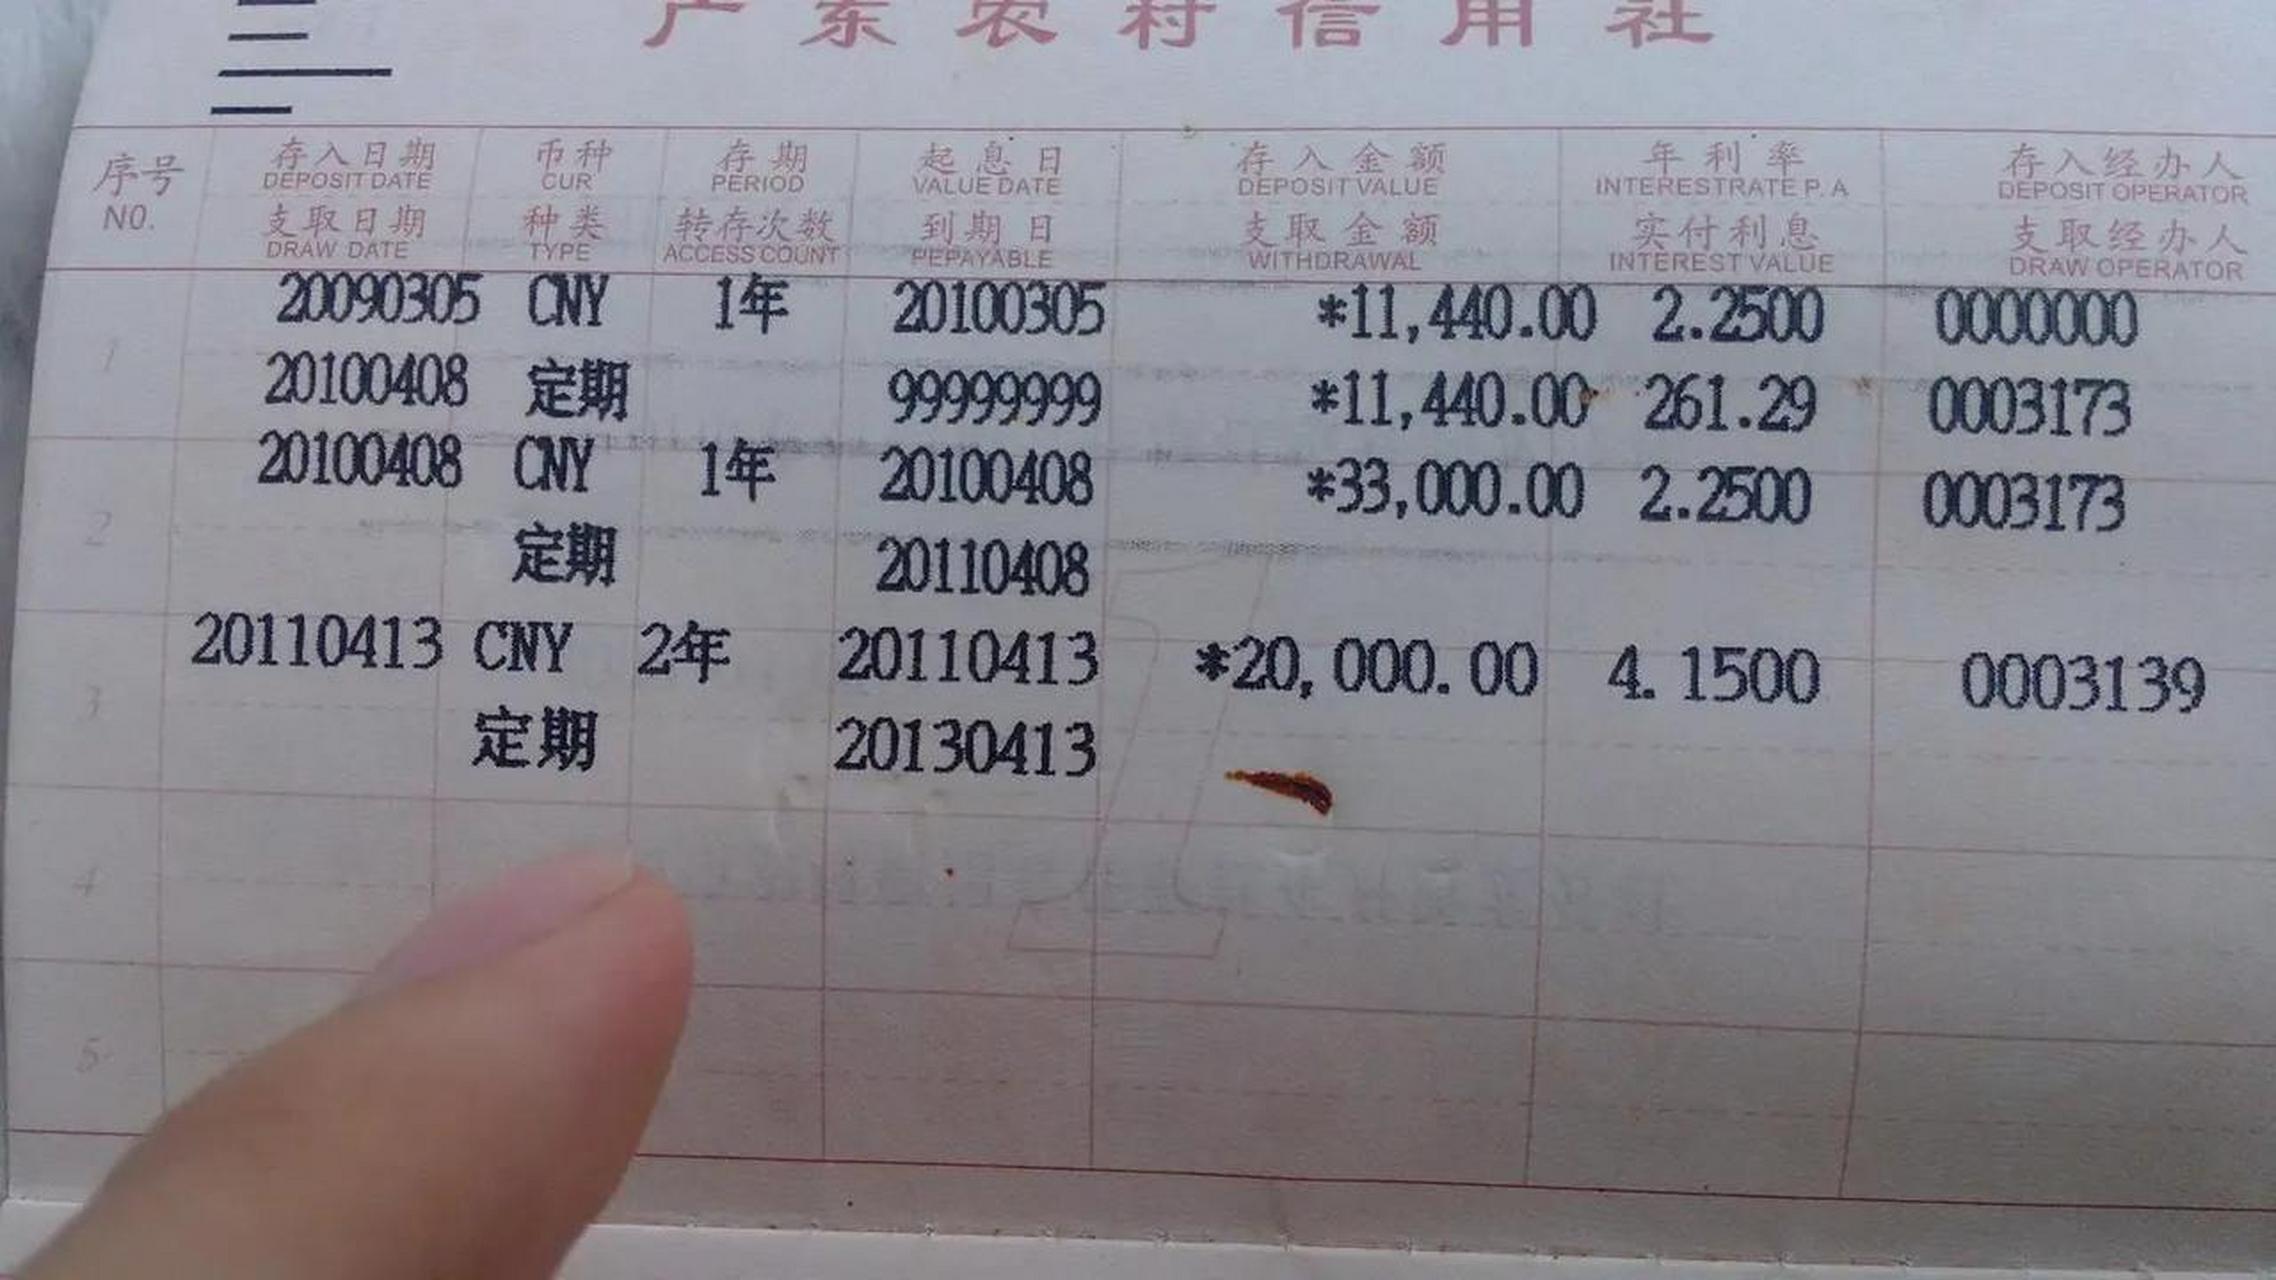 广东农村信用社
序号 存入日期 币种 存期 起息日 存入金额 年利率 存入经办人
DEPOSIT DATE CUR PERIOD VALUE DATE DEPOSIT VALUE INTERESTRATE P. A DEPOSIT OPERATOR
NO. 支取日期 种类 转存次数 到期日 支取金额 实付利息 支取经办人
DRAW DATE TYPE ACCESS COUNT PEPAYABLE WITHDRAWAL INTEREST VALUE DRAW OPERATOR
1 20090305 CNY 1年 20100305 *11,440.00 2.2500 0000000
20100408 定期 99999999 *11,440.00 261.29 0003173
2 20100408 CNY 1年 20100408 *33,000.00 2.2500 0003173
定期 20110408
3 20110413 CNY 2年 20110413 *20,000.00 4.1500 0003139
定期 20130413
4
5